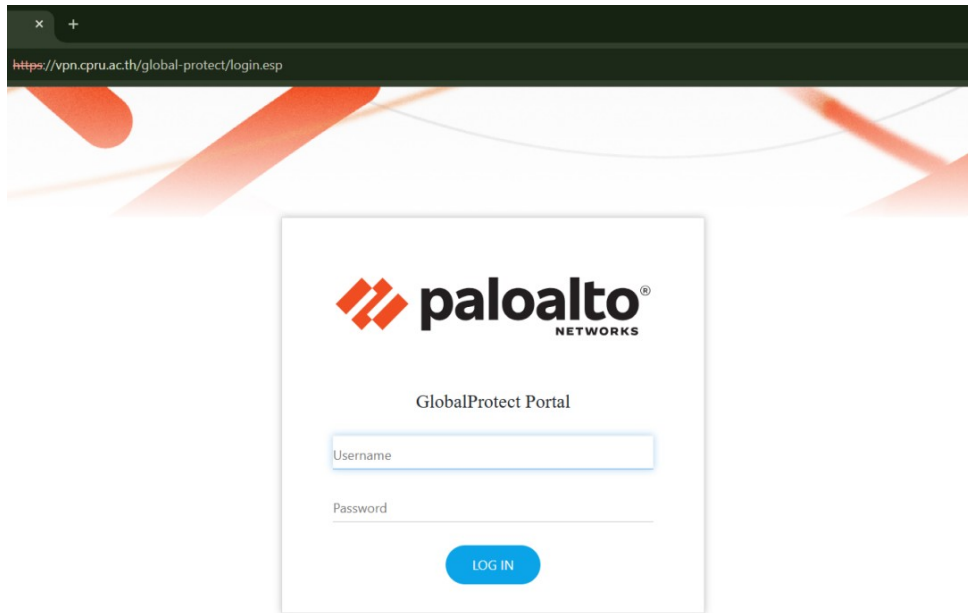 × +
https://vpn.cpru.ac.th/global-protect/login.esp
paloalto®
NETWORKS
GlobalProtect Portal
Username
Password
LOG IN